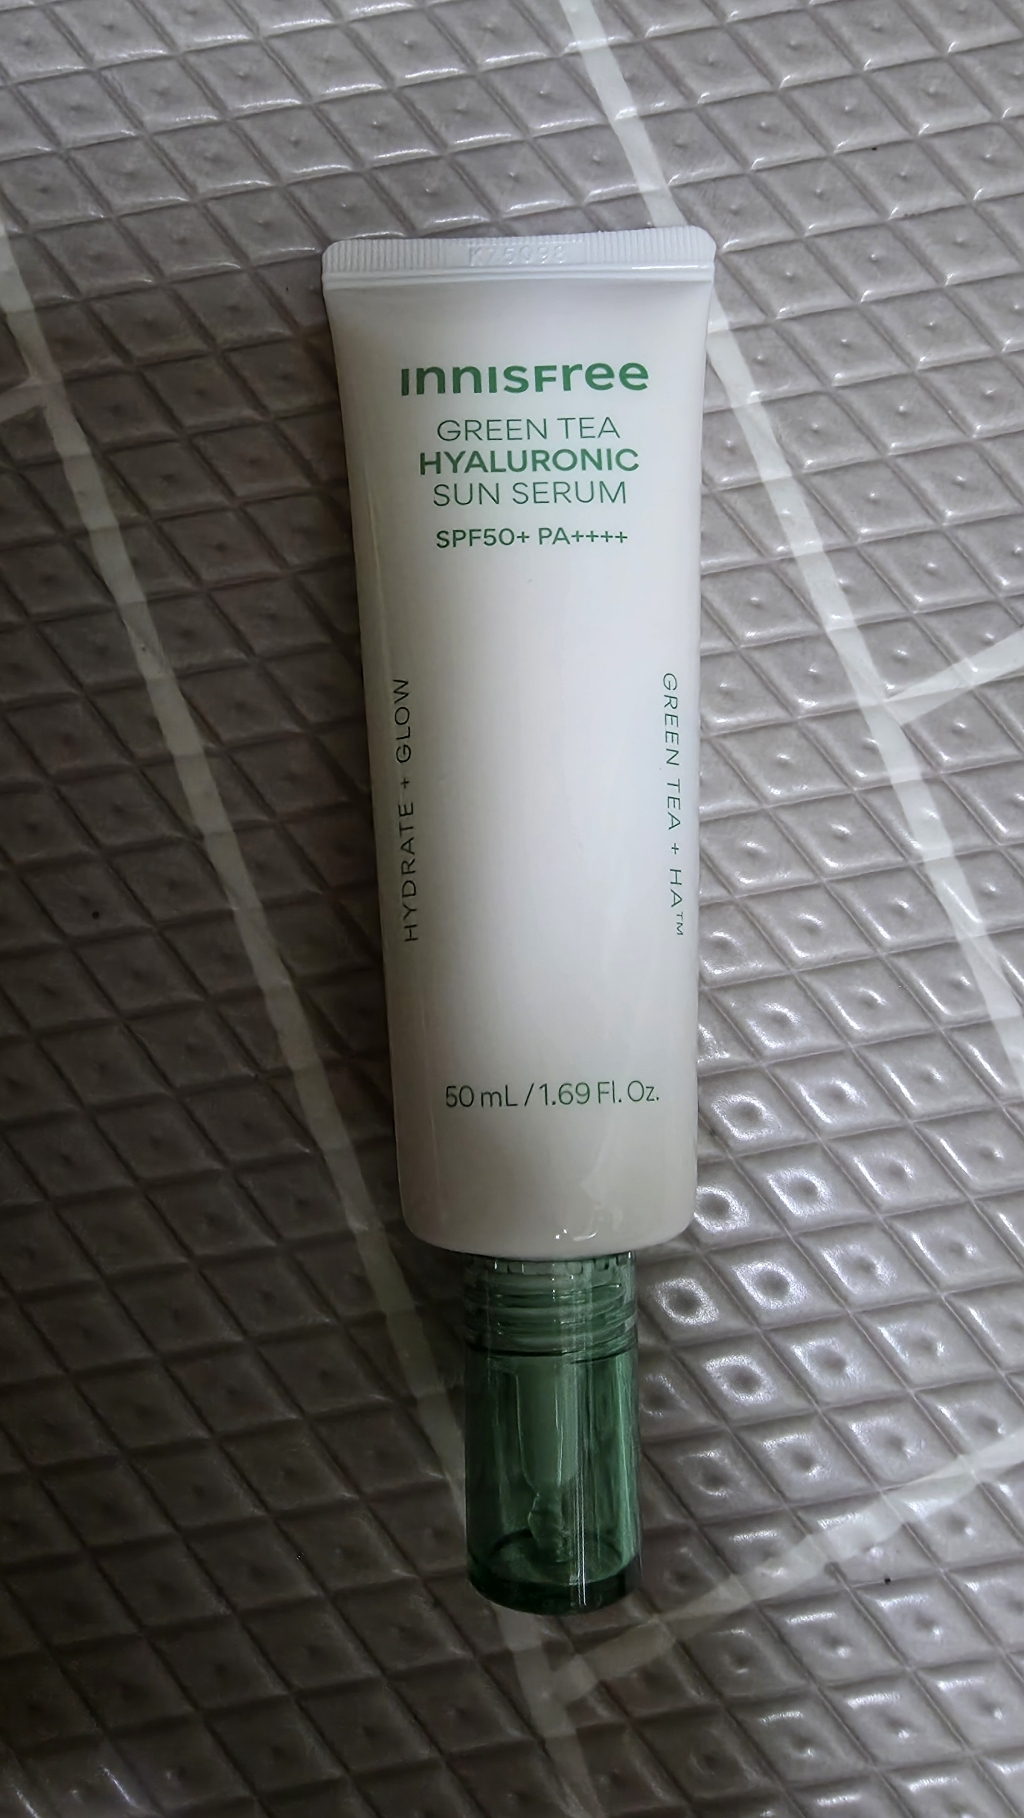 INNISFREE
GREEN TEA
HYALURONIC
SUN SERUM
SPF50+ PA++++
HYDRATE + GLOW
GREEN TEA + HA™
50 mL / 1.69 Fl. Oz.